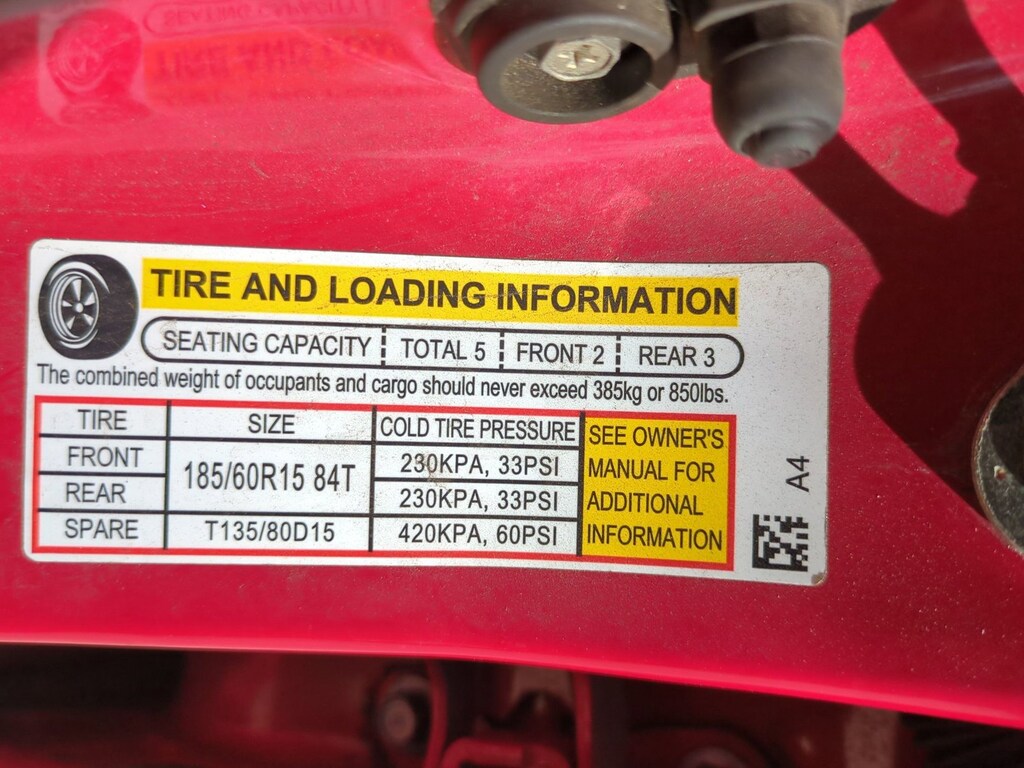 TIRE AND LOADING INFORMATION
SEATING CAPACITY TOTAL 5 FRONT 2 REAR 3
The combined weight of occupants and cargo should never exceed 385kg or 850lbs.
TIRE SIZE COLD TIRE PRESSURE SEE OWNER'S MANUAL FOR ADDITIONAL INFORMATION
FRONT 185/60R15 84T 230KPA, 33PSI
REAR 230KPA, 33PSI
SPARE T135/80D15 420KPA, 60PSI
A4